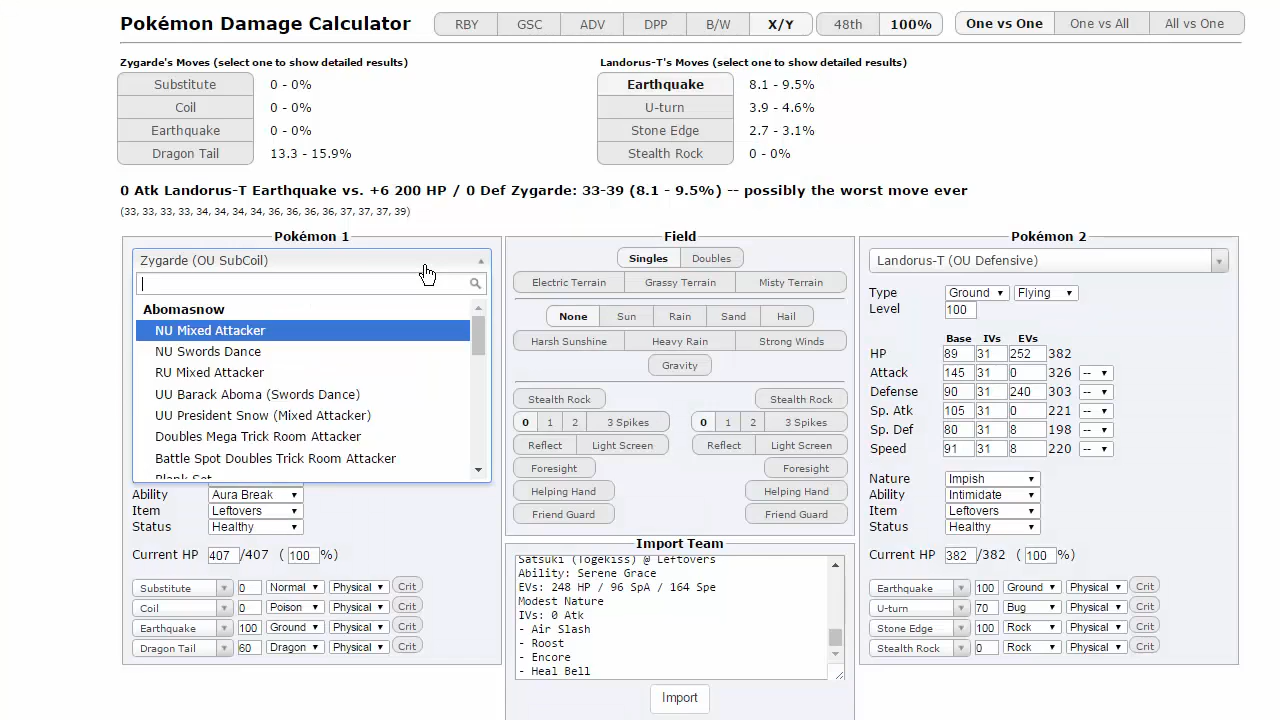 Pokémon Damage Calculator
RBY GSC ADV DPP B/W X/Y 48th 100% One vs One One vs All All vs One
Zygarde's Moves (select one to show detailed results)
Substitute 0 - 0%
Coil 0 - 0%
Earthquake 0 - 0%
Dragon Tail 13.3 - 15.9%
Landorus-T's Moves (select one to show detailed results)
Earthquake 8.1 - 9.5%
U-turn 3.9 - 4.6%
Stone Edge 2.7 - 3.1%
Stealth Rock 0 - 0%
0 Atk Landorus-T Earthquake vs. +6 200 HP / 0 Def Zygarde: 33-39 (8.1 - 9.5%) -- possibly the worst move ever
(33, 33, 33, 33, 34, 34, 34, 34, 36, 36, 36, 36, 37, 37, 37, 39)
Pokémon 1
Zygarde (OU SubCoil)
Abomasnow
NU Mixed Attacker
NU Swords Dance
RU Mixed Attacker
UU Barack Aboma (Swords Dance)
UU President Snow (Mixed Attacker)
Doubles Mega Trick Room Attacker
Battle Spot Doubles Trick Room Attacker
Blank Set
Ability Aura Break
Item Leftovers
Status Healthy
Current HP 407 /407 ( 100 %)
Substitute 0 Normal Physical Crit
Coil 0 Poison Physical Crit
Earthquake 100 Ground Physical Crit
Dragon Tail 60 Dragon Physical Crit
Field
Singles Doubles
Electric Terrain Grassy Terrain Misty Terrain
None Sun Rain Sand Hail
Harsh Sunshine Heavy Rain Strong Winds
Gravity
Stealth Rock Stealth Rock
0 1 2 3 Spikes 0 1 2 3 Spikes
Reflect Light Screen Reflect Light Screen
Foresight Foresight
Helping Hand Helping Hand
Friend Guard Friend Guard
Import Team
Satsuki (Togekiss) @ Leftovers
Ability: Serene Grace
EVs: 248 HP / 96 SpA / 164 Spe
Modest Nature
IVs: 0 Atk
- Air Slash
- Roost
- Encore
- Heal Bell
Import
Pokémon 2
Landorus-T (OU Defensive)
Type Ground Flying
Level 100
Base IVs EVs
HP 89 31 252 382
Attack 145 31 0 326 --
Defense 90 31 240 303 --
Sp. Atk 105 31 0 221 --
Sp. Def 80 31 8 198 --
Speed 91 31 8 220 --
Nature Impish
Ability Intimidate
Item Leftovers
Status Healthy
Current HP 382 /382 ( 100 %)
Earthquake 100 Ground Physical Crit
U-turn 70 Bug Physical Crit
Stone Edge 100 Rock Physical Crit
Stealth Rock 0 Rock Physical Crit